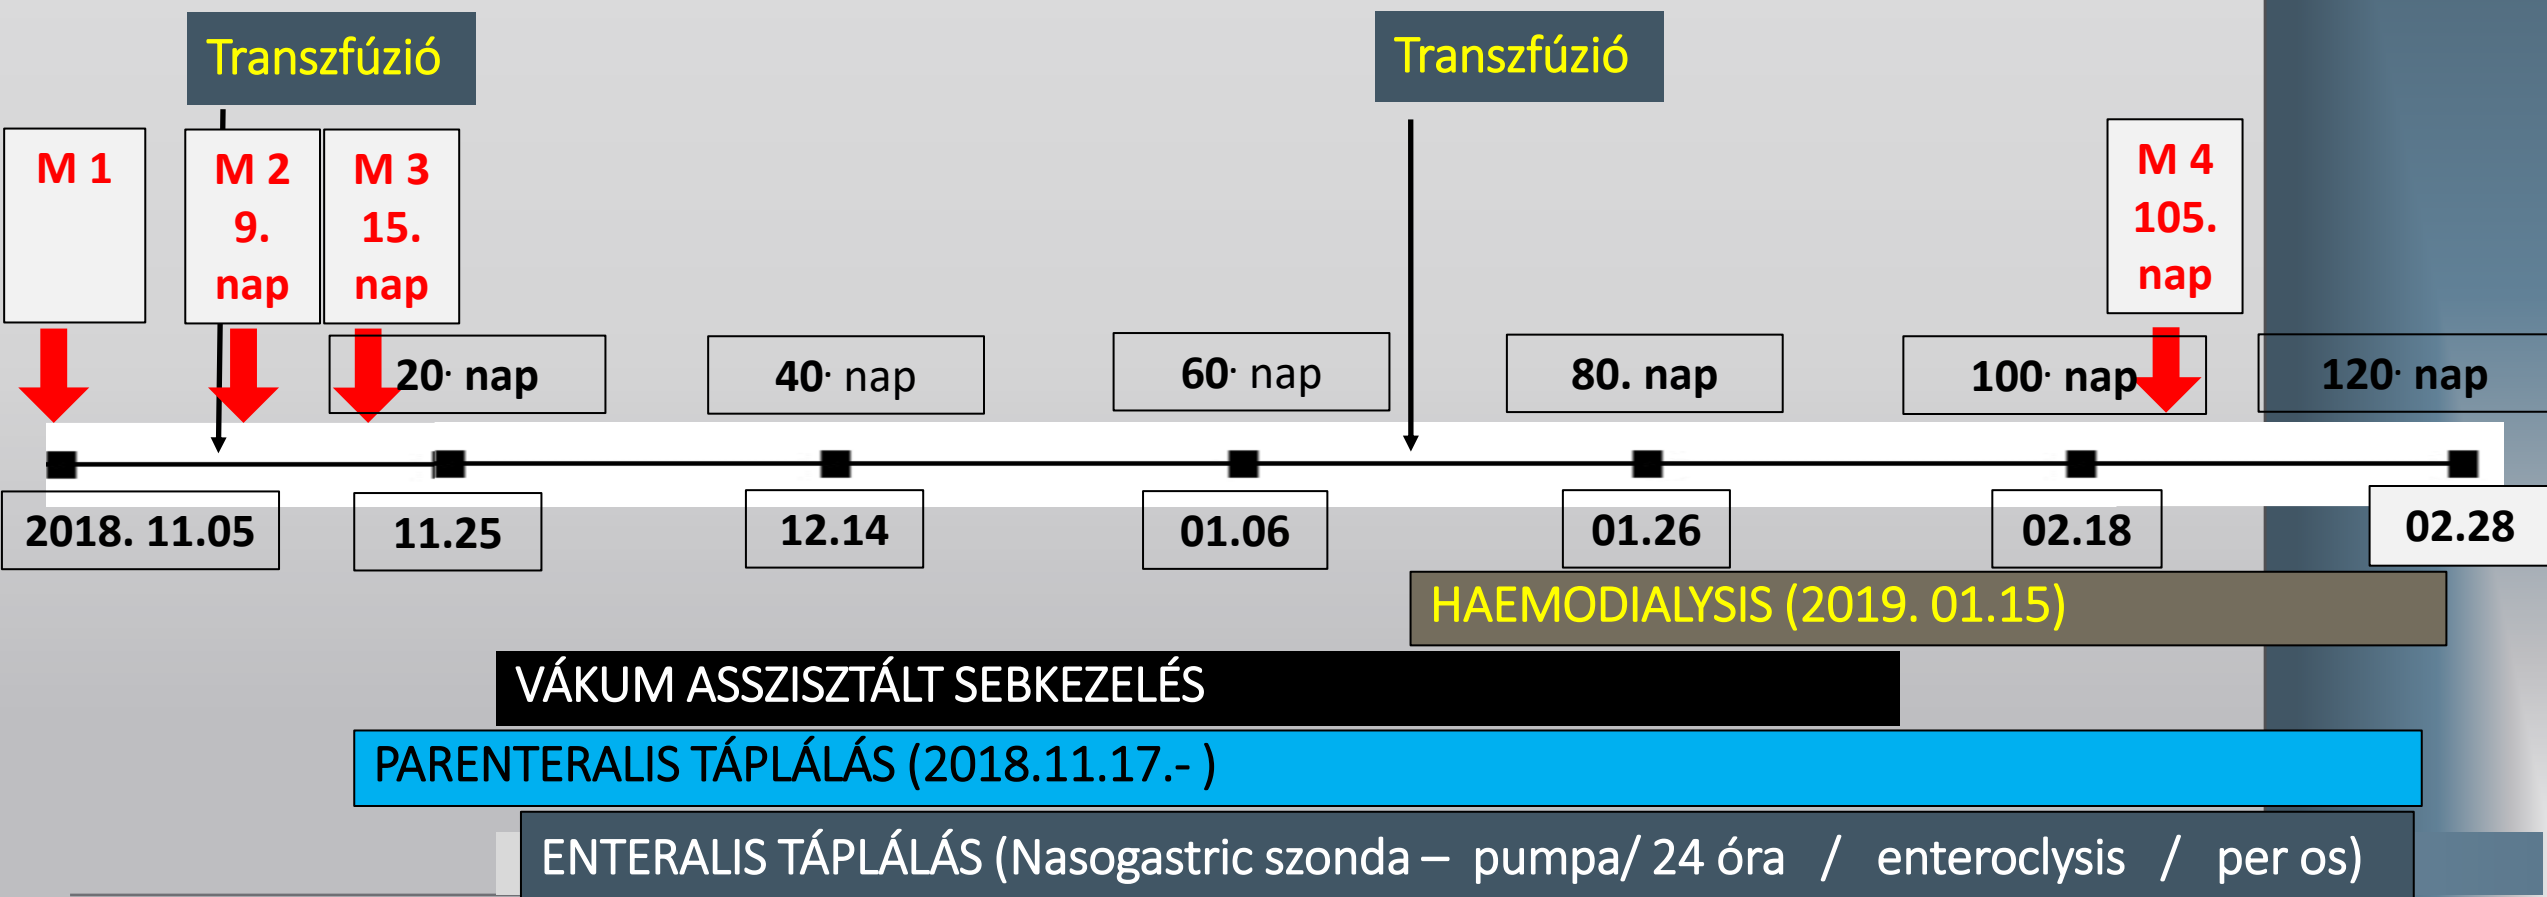 Transzfúzió
Transzfúzió
M 1
M 2
9.
nap
M 3
15.
nap
M 4
105.
nap
20. nap
40. nap
60. nap
80. nap
100. nap
120. nap
2018. 11.05
11.25
12.14
01.06
01.26
02.18
02.28
HAEMODIALYSIS (2019. 01.15)
VÁKUM ASSZISZTÁLT SEBKEZELÉS
PARENTERALIS TÁPLÁLÁS (2018.11.17.- )
ENTERALIS TÁPLÁLÁS (Nasogastric szonda – pumpa/ 24 óra / enteroclysis / per os)